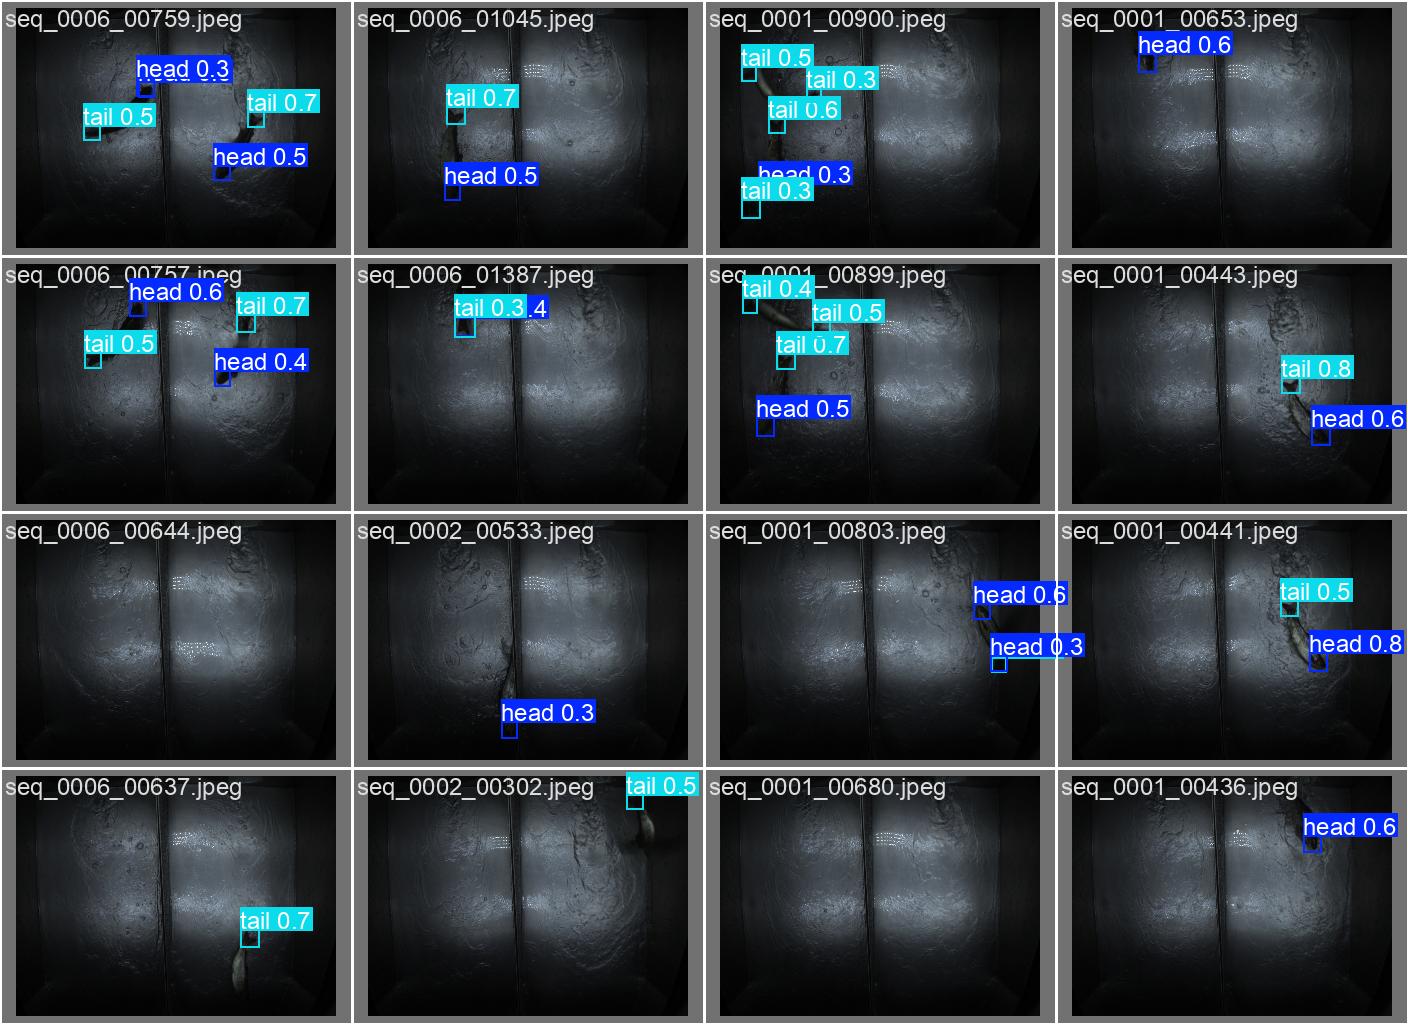 seq_0006_00759.jpeg
head 0.3
tail 0.5
tail 0.7
head 0.5
seq_0006_01045.jpeg
tail 0.7
head 0.5
seq_0001_00900.jpeg
tail 0.5
tail 0.3
tail 0.6
head 0.3
tail 0.3
seq_0001_00653.jpeg
head 0.6
seq_0006_00757.jpeg
head 0.6
tail 0.7
tail 0.5
head 0.4
seq_0006_01387.jpeg
tail 0.3
.4
seq_0001_00899.jpeg
tail 0.4
tail 0.5
tail 0.7
head 0.5
seq_0001_00443.jpeg
tail 0.8
head 0.6
seq_0006_00644.jpeg
seq_0002_00533.jpeg
head 0.3
seq_0001_00803.jpeg
head 0.6
head 0.3
seq_0001_00441.jpeg
tail 0.5
head 0.8
seq_0006_00637.jpeg
tail 0.7
seq_0002_00302.jpeg
tail 0.5
seq_0001_00680.jpeg
seq_0001_00436.jpeg
head 0.6